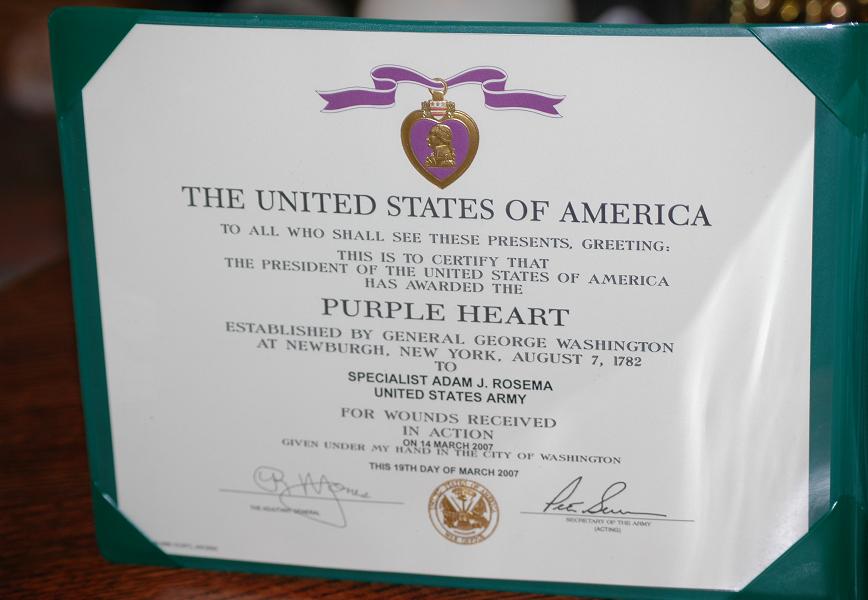 THE UNITED STATES OF AMERICA
TO ALL WHO SHALL SEE THESE PRESENTS, GREETING:
THIS IS TO CERTIFY THAT
THE PRESIDENT OF THE UNITED STATES OF AMERICA
HAS AWARDED THE
PURPLE HEART
ESTABLISHED BY GENERAL GEORGE WASHINGTON
AT NEWBURGH, NEW YORK, AUGUST 7, 1782
TO
SPECIALIST ADAM J. ROSEMA
UNITED STATES ARMY
FOR WOUNDS RECEIVED
IN ACTION
ON 14 MARCH 2007
GIVEN UNDER MY HAND IN THE CITY OF WASHINGTON
THIS 19TH DAY OF MARCH 2007
THE ADJUTANT GENERAL
SECRETARY OF THE ARMY
(ACTING)